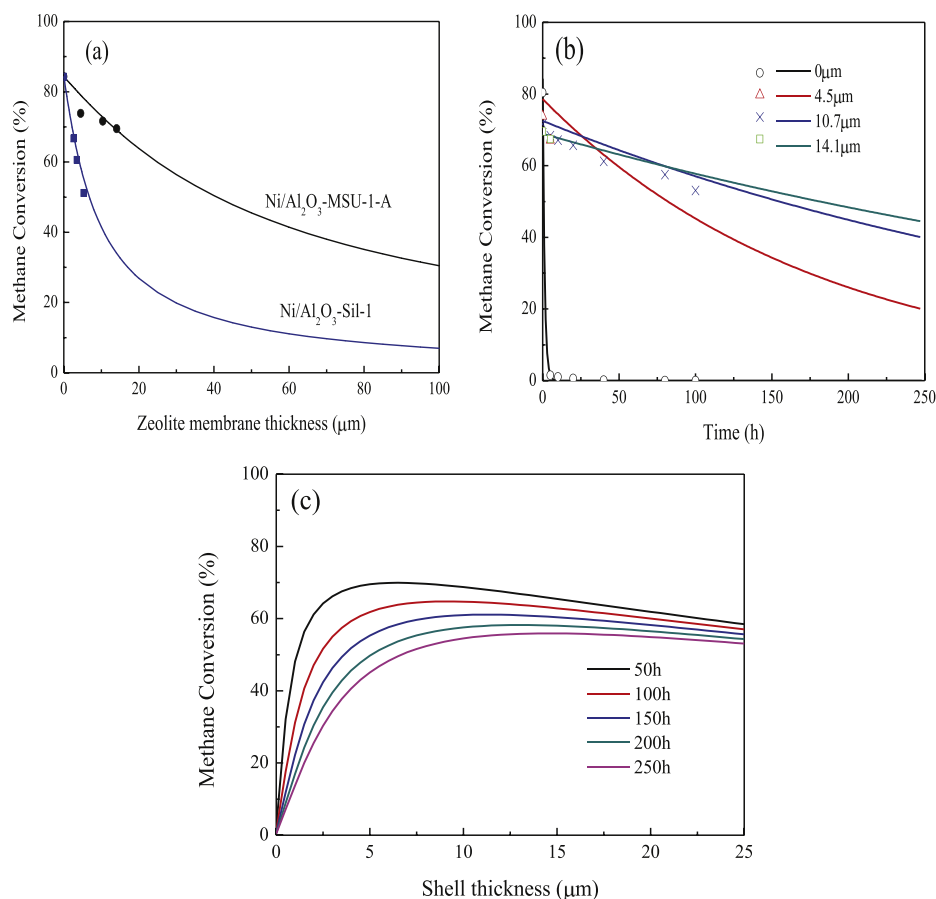 (a)
100
80
60
40
20
0
Methane Conversion (%)
Ni/Al₂O₃-MSU-1-A
Ni/Al₂O₃-Sil-1
0 20 40 60 80 100
Zeolite membrane thickness (μm)
(b)
100
80
60
40
20
0
Methane Conversion (%)
0μm
4.5μm
10.7μm
14.1μm
0 50 100 150 200 250
Time (h)
(c)
100
80
60
40
20
0
Methane Conversion (%)
50h
100h
150h
200h
250h
0 5 10 15 20 25
Shell thickness (μm)